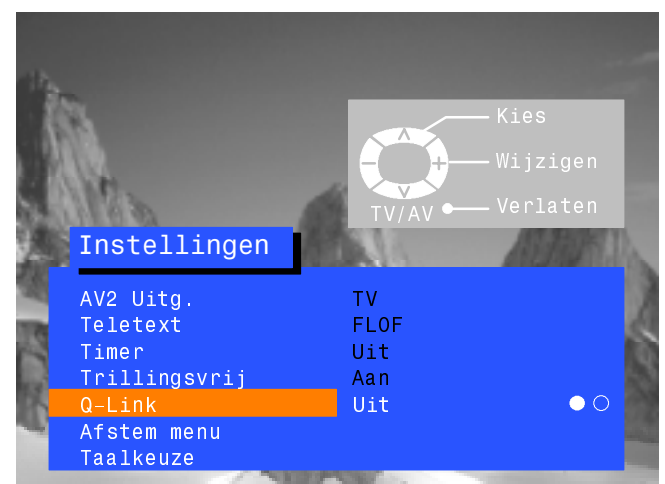 Kies
Wijzigen
TV/AV Verlaten
Instellingen
AV2 Uitg. TV
Teletext FLOF
Timer Uit
Trillingsvrij Aan
Q-Link Uit
Afstem menu
Taalkeuze